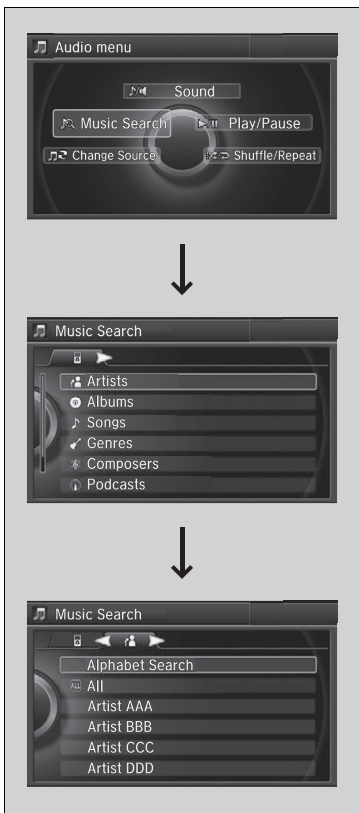 Audio menu
Sound
Music Search
Play/Pause
Change Source
Shuffle/Repeat
Music Search
Artists
Albums
Songs
Genres
Composers
Podcasts
Music Search
Alphabet Search
ALL All
Artist AAA
Artist BBB
Artist CCC
Artist DDD